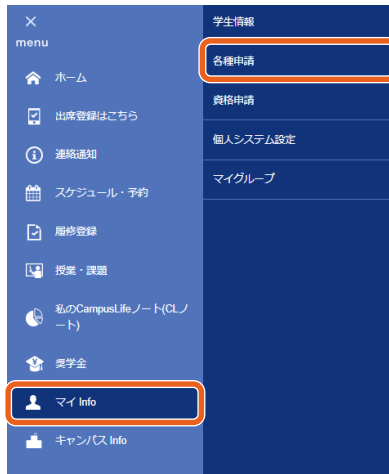 ×
menu
ホーム
出席登録はこちら
連絡通知
スケジュール・予約
履修登録
授業・課題
私のCampusLifeノート(CLノ
ート)
奨学金
マイ Info
キャンパス Info
学生情報
各種申請
資格申請
個人システム設定
マイグループ